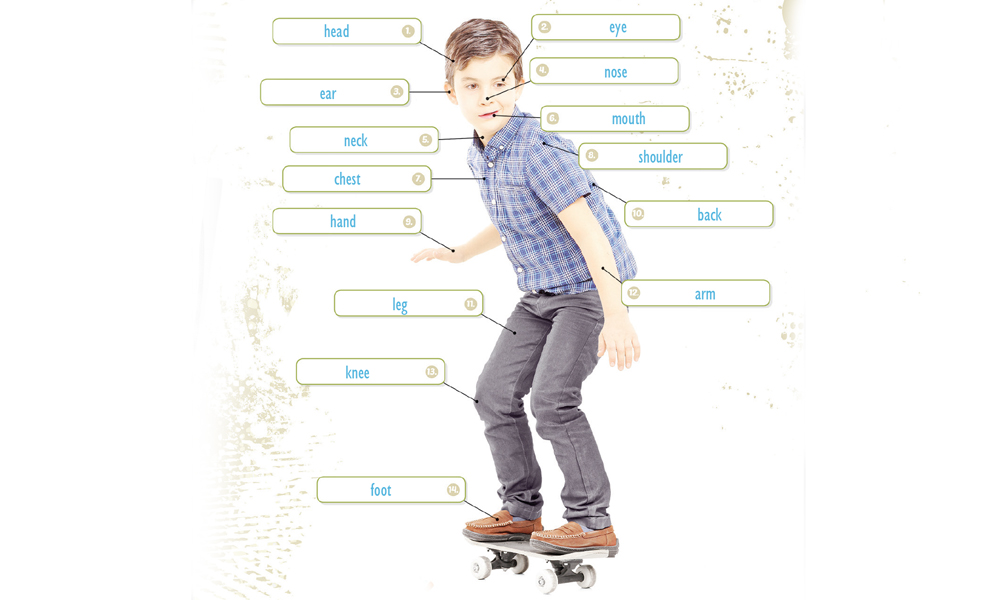 head 1.
2. eye
ear 3.
4. nose
neck 5.
6. mouth
chest 7.
8. shoulder
hand 9.
10. back
leg 11.
12. arm
knee 13.
foot 14.